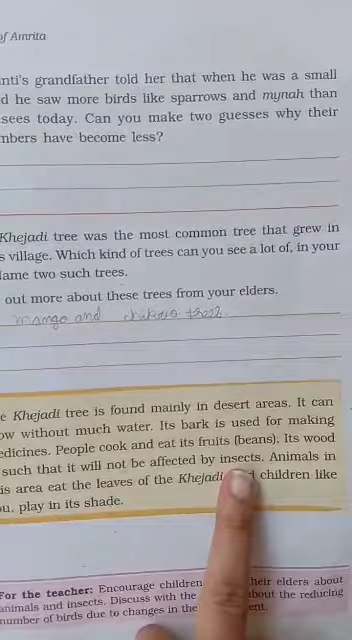 of Amrita
nti's grandfather told her that when he was a small
d he saw more birds like sparrows and mynah than
sees today. Can you make two guesses why their
mbers have become less?
Khejadi tree was the most common tree that grew in
s village. Which kind of trees can you see a lot of, in your
ame two such trees.
out more about these trees from your elders.
mango and
e Khejadi tree is found mainly in desert areas. It can
ow without much water. Its bark is used for making
edicines. People cook and eat its fruits (beans). Its wood
such that it will not be affected by insects. Animals in
is area eat the leaves of the Khejadi children like
ou, play in its shade.
For the teacher: Encourage children heir elders about
animals and insects. Discuss with the bout the reducing
number of birds due to changes in the ent.